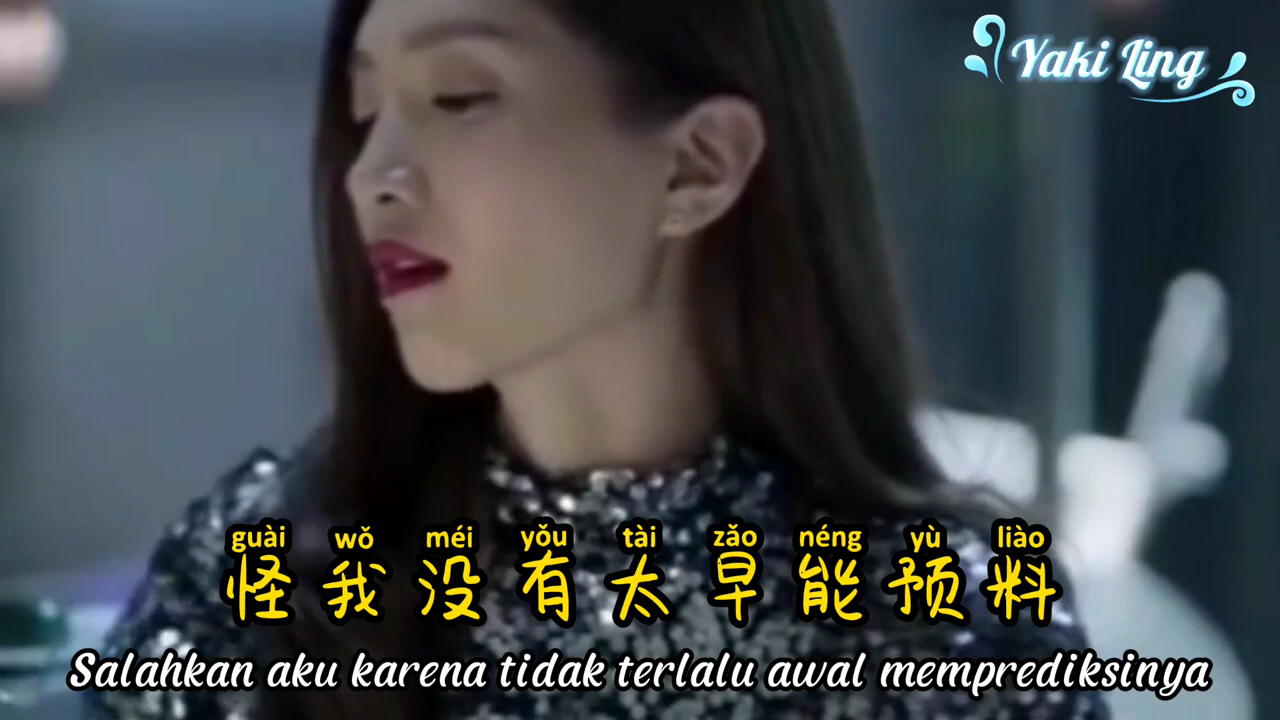 Yaki Ling
guài wǒ méi yǒu tài zǎo néng yù liào
怪我没有太早能预料
Salahkan aku karena tidak terlalu awal memprediksinya